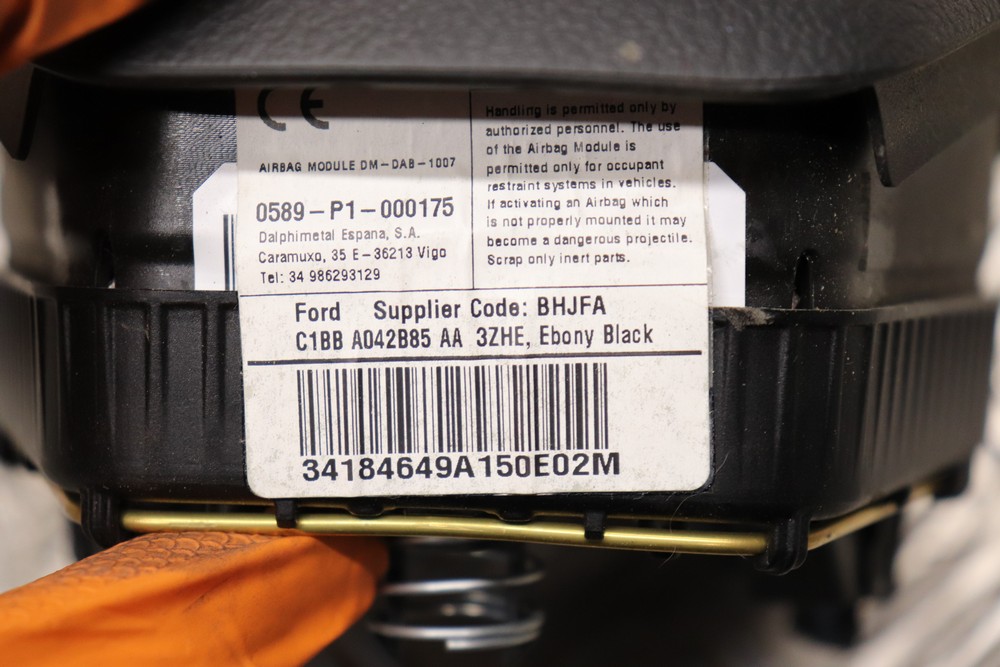 CE
AIRBAG MODULE DM-DAB-1007
0589-P1-000175
Dalphimetal Espana, S.A.
Caramuxo, 35 E-36213 Vigo
Tel: 34 986293129
Handling is permitted only by
authorized personnel. The use
of the Airbag Module is
permitted only for occupant
restraint systems in vehicles.
If activating an Airbag which
is not properly mounted it may
become a dangerous projectile.
Scrap only inert parts.
Ford Supplier Code: BHJFA
C1BB A042B85 AA 3ZHE, Ebony Black
34184649A150E02M